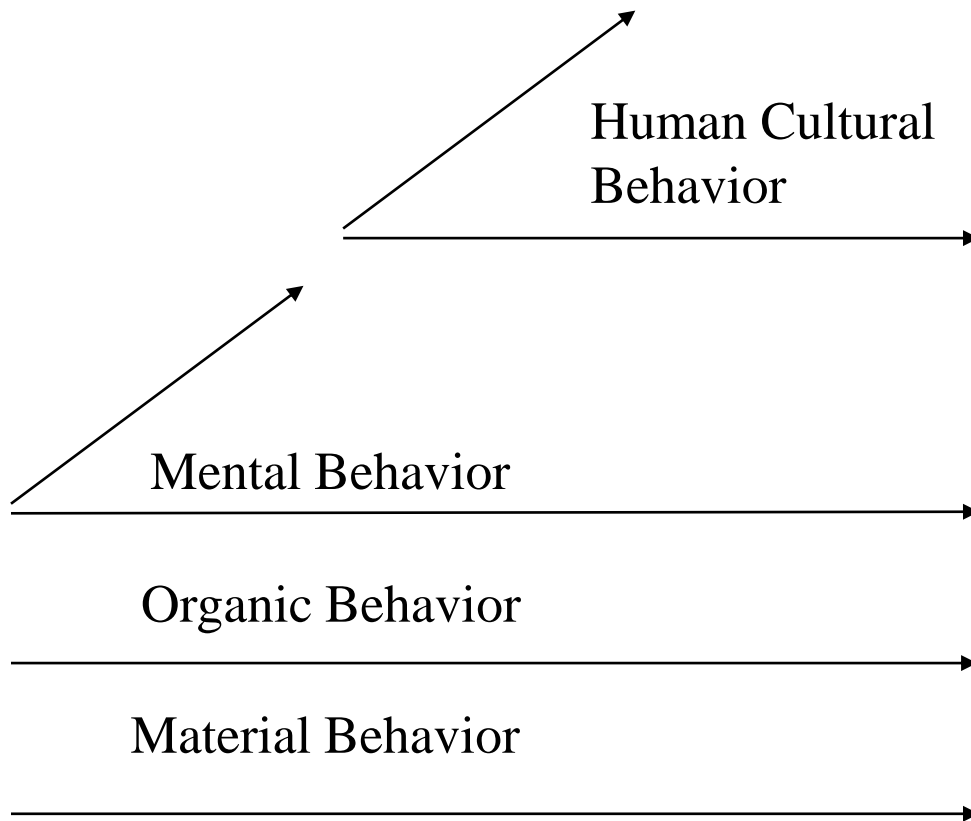 Human Cultural
Behavior
Mental Behavior
Organic Behavior
Material Behavior